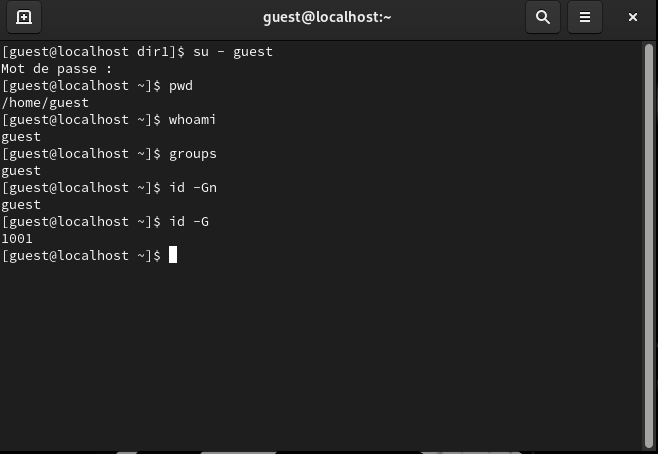 guest@localhost:~
[guest@localhost dir1]$ su - guest
Mot de passe :
[guest@localhost ~]$ pwd
/home/guest
[guest@localhost ~]$ whoami
guest
[guest@localhost ~]$ groups
guest
[guest@localhost ~]$ id -Gn
guest
[guest@localhost ~]$ id -G
1001
[guest@localhost ~]$